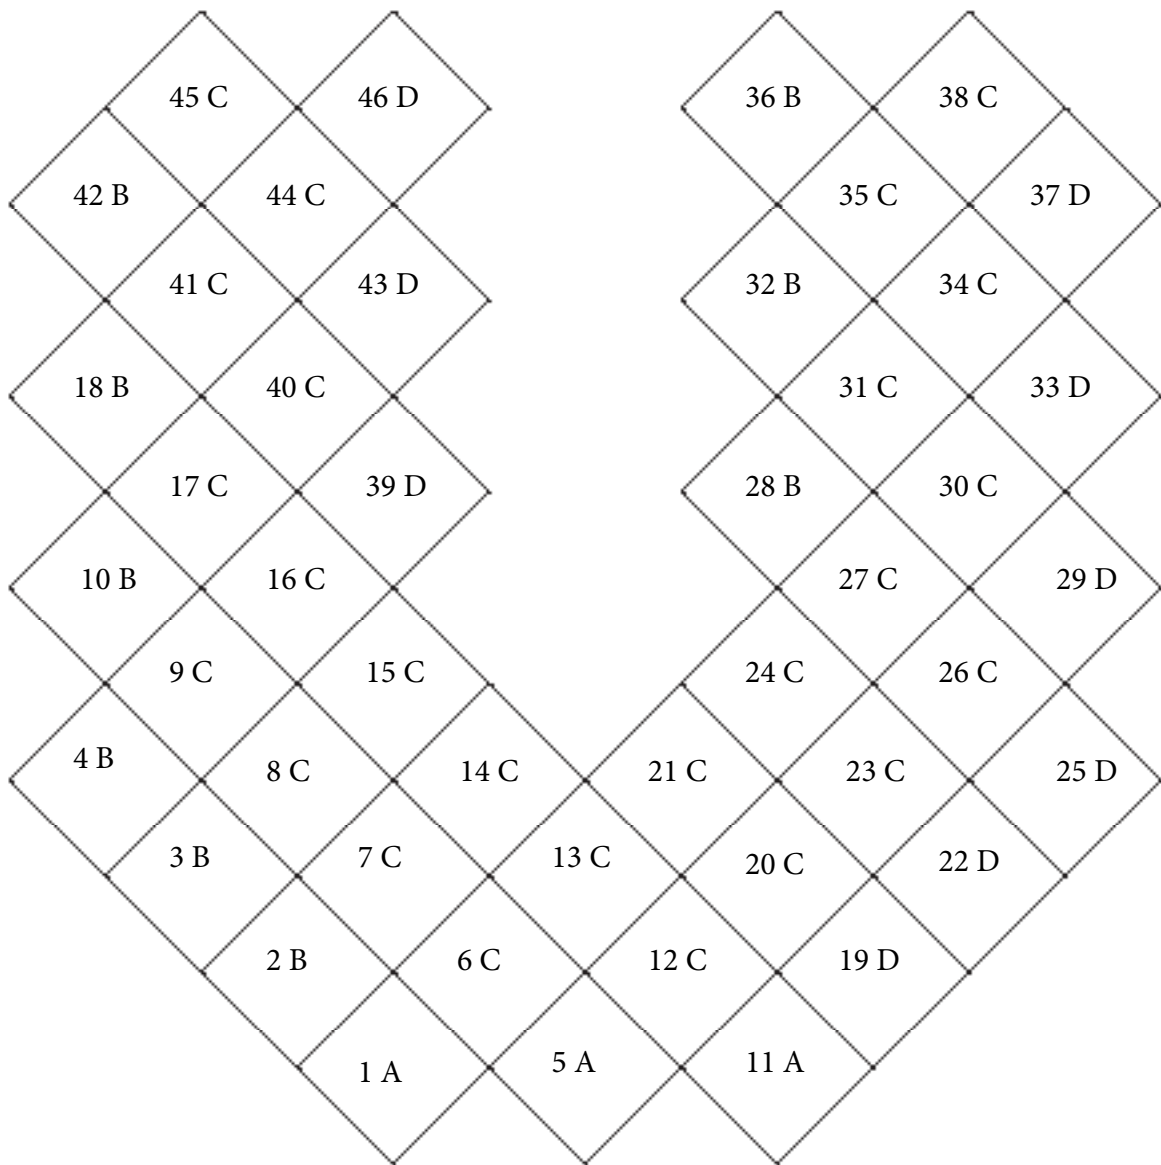 45 C 46 D 36 B 38 C
42 B 44 C 35 C 37 D
41 C 43 D 32 B 34 C
18 B 40 C 31 C 33 D
17 C 39 D 28 B 30 C
10 B 16 C 27 C 29 D
9 C 15 C 24 C 26 C
4 B 8 C 14 C 21 C 23 C 25 D
3 B 7 C 13 C 20 C 22 D
2 B 6 C 12 C 19 D
1 A 5 A 11 A